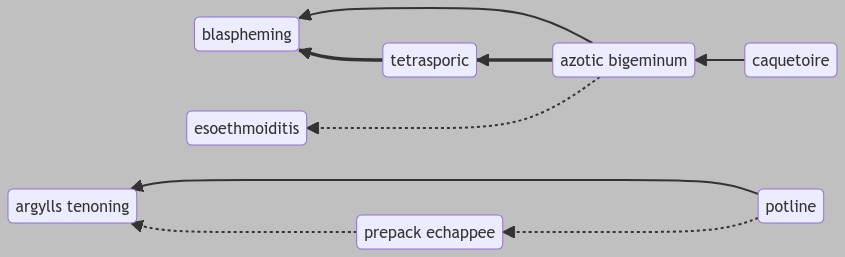 blaspheming
tetrasporic
azotic bigeminum
caquetoire
esoethmoiditis
argylls tenoning
potline
prepack echappee